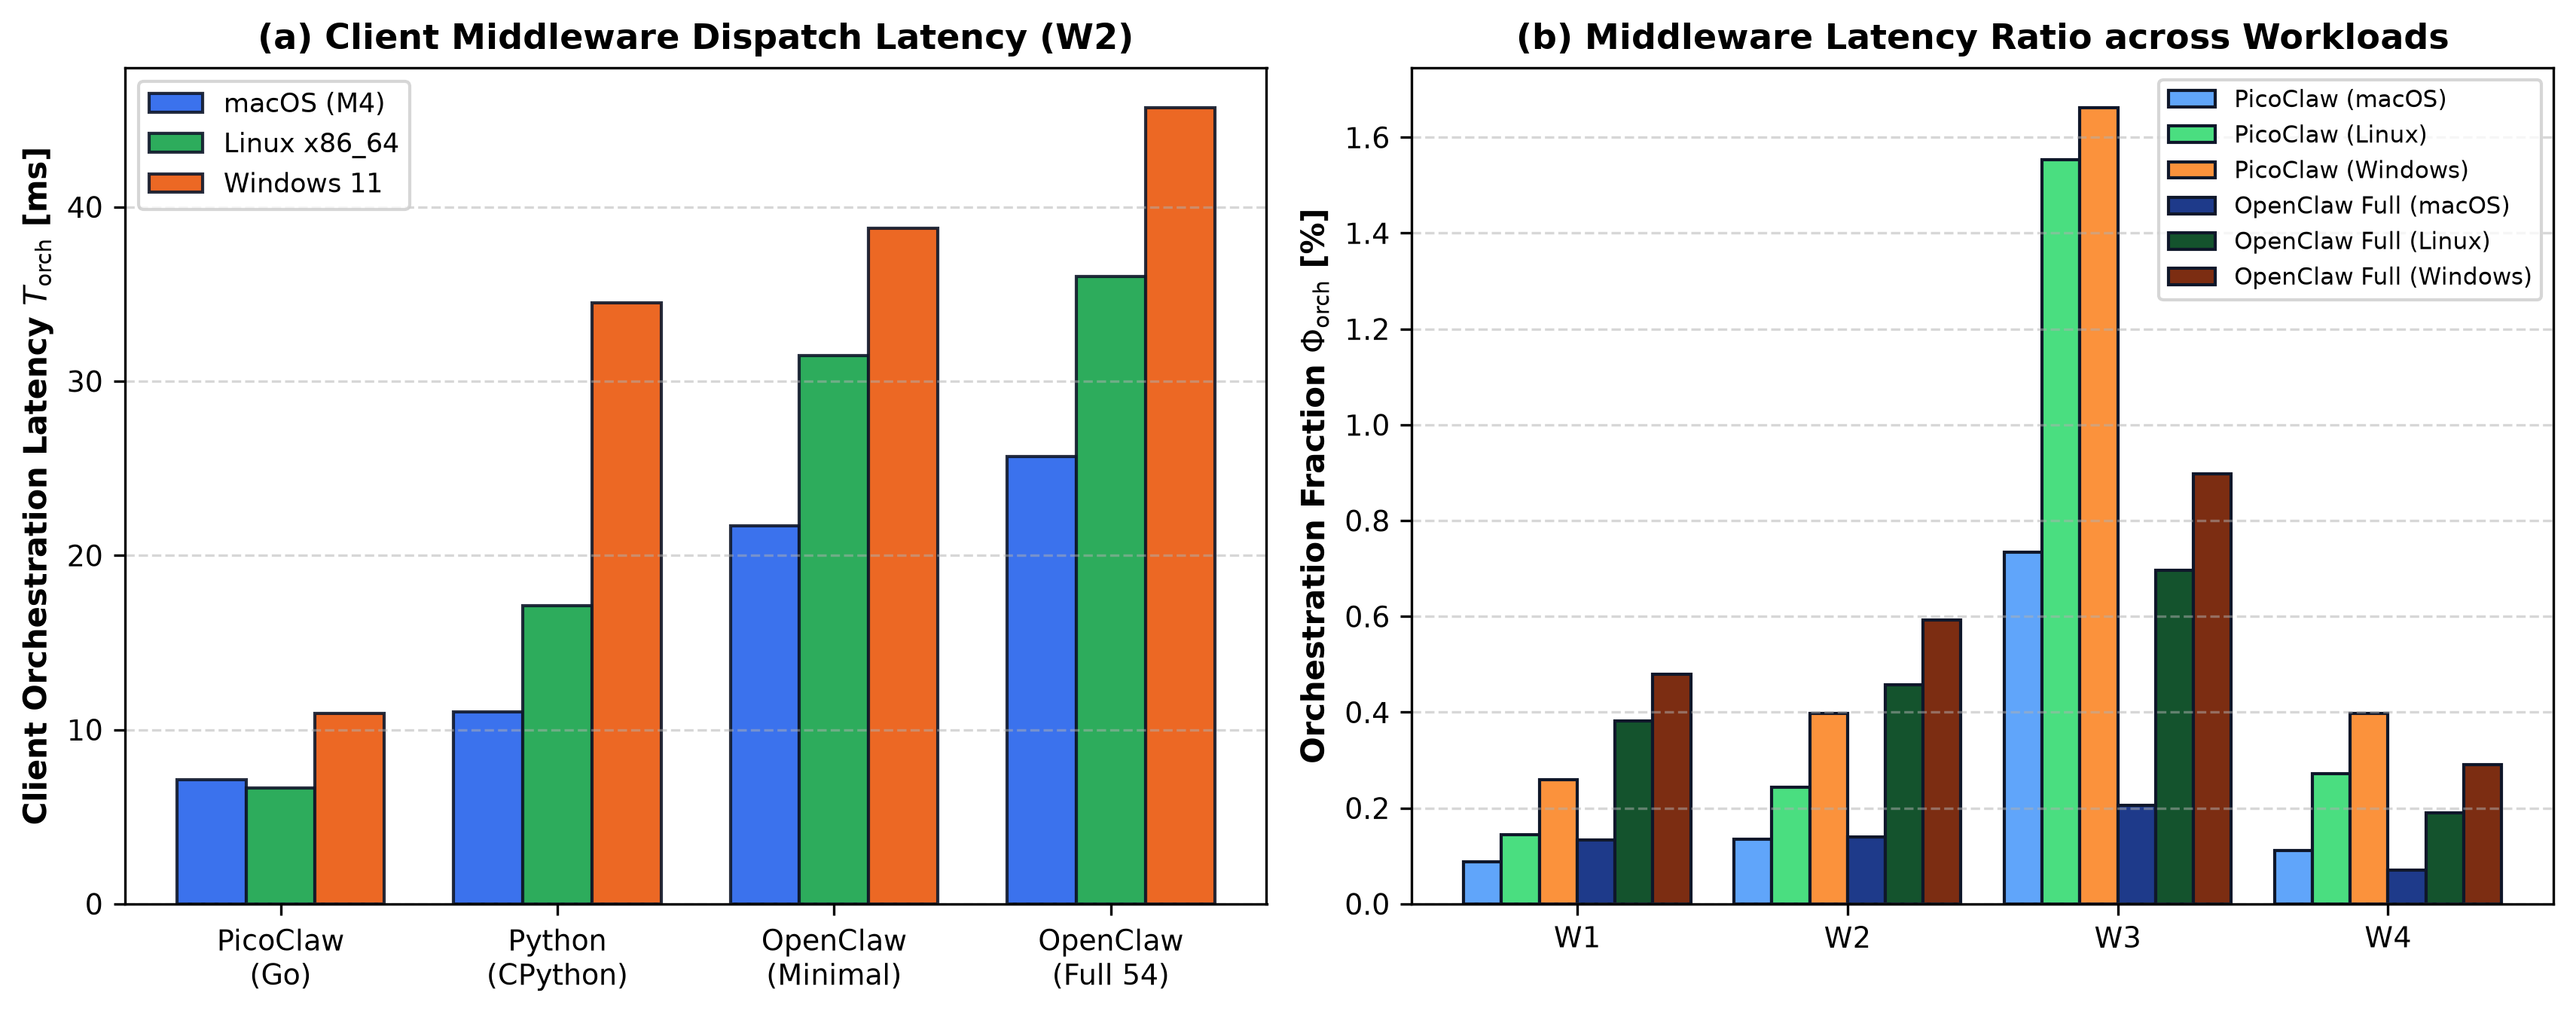 (a) Client Middleware Dispatch Latency (W2)
macOS (M4)
Linux x86_64
Windows 11
Client Orchestration Latency T_orch [ms]
40
30
20
10
0
PicoClaw
(Go)
Python
(CPython)
OpenClaw
(Minimal)
OpenClaw
(Full 54)
(b) Middleware Latency Ratio across Workloads
PicoClaw (macOS)
PicoClaw (Linux)
PicoClaw (Windows)
OpenClaw Full (macOS)
OpenClaw Full (Linux)
OpenClaw Full (Windows)
Orchestration Fraction Φ_orch [%]
1.6
1.4
1.2
1.0
0.8
0.6
0.4
0.2
0.0
W1
W2
W3
W4